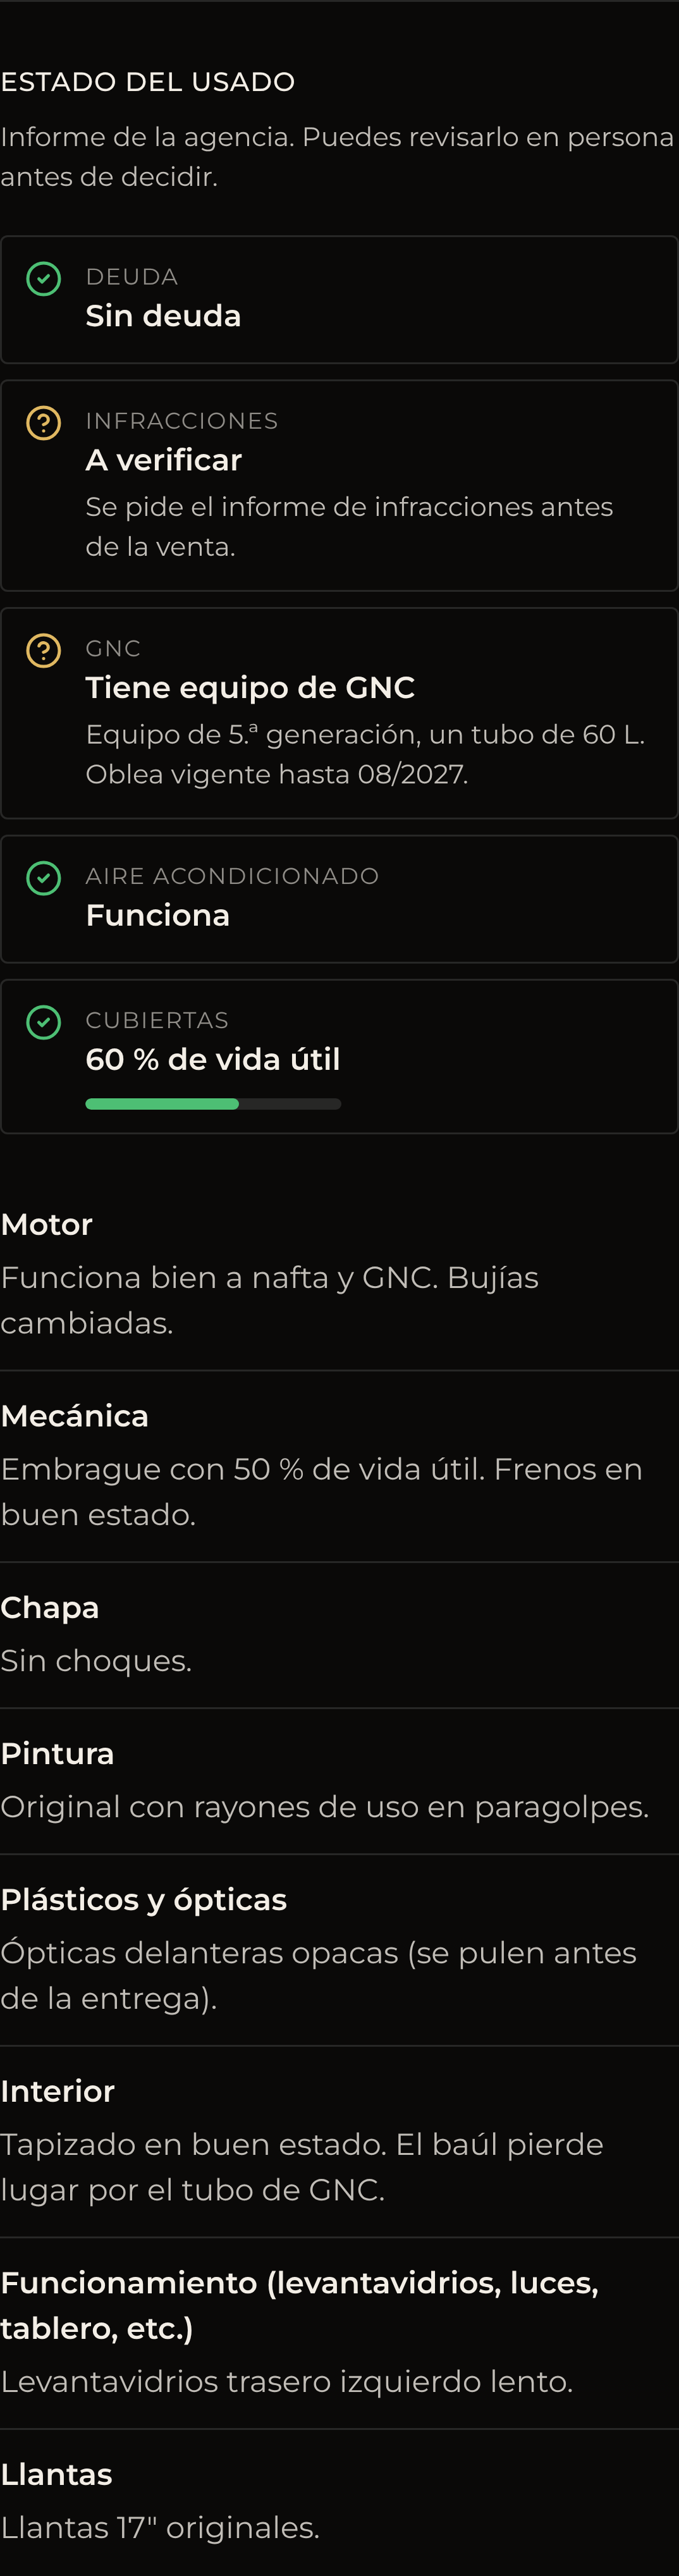 ESTADO DEL USADO
Informe de la agencia. Puedes revisarlo en persona
antes de decidir.
DEUDA
Sin deuda
INFRACCIONES
A verificar
Se pide el informe de infracciones antes
de la venta.
GNC
Tiene equipo de GNC
Equipo de 5.ª generación, un tubo de 60 L.
Oblea vigente hasta 08/2027.
AIRE ACONDICIONADO
Funciona
CUBIERTAS
60 % de vida útil
Motor
Funciona bien a nafta y GNC. Bujías
cambiadas.
Mecánica
Embrague con 50 % de vida útil. Frenos en
buen estado.
Chapa
Sin choques.
Pintura
Original con rayones de uso en paragolpes.
Plásticos y ópticas
Ópticas delanteras opacas (se pulen antes
de la entrega).
Interior
Tapizado en buen estado. El baúl pierde
lugar por el tubo de GNC.
Funcionamiento (levantavidrios, luces,
tablero, etc.)
Levantavidrios trasero izquierdo lento.
Llantas
Llantas 17" originales.